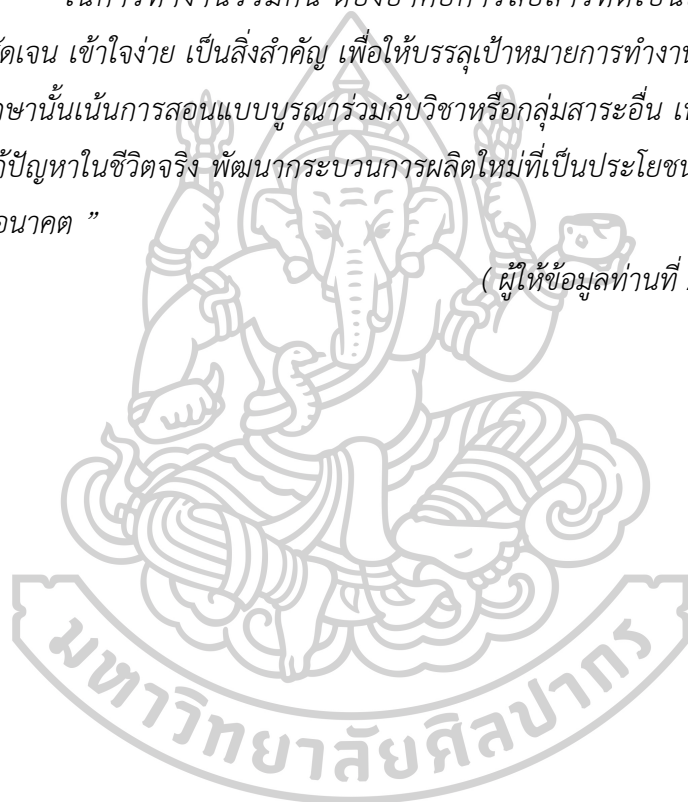 ในการทำงานร่วมกัน ต้องอาศัยการสื่อสารที่ดีเป็น
ชัดเจน เข้าใจง่าย เป็นสิ่งสำคัญ เพื่อให้บรรลุเป้าหมายการทำงาน
นั้นเน้นการสอนแบบบูรณาร่วมกับวิชาหรือกลุ่มสาระอื่น
ปัญหาในชีวิตจริง พัฒนากระบวนการผลิตใหม่ที่เป็นประโยชน
อนาคต ”
( ผู้ให้ข้อมูลท่านที่
มหาวิทยาลัยศิลปากร